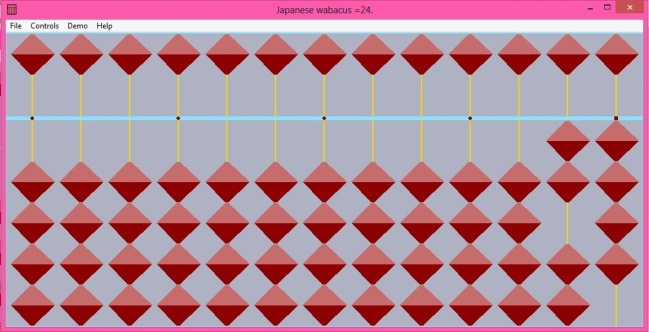 Japanese wabacus =24.
File Controls Demo Help